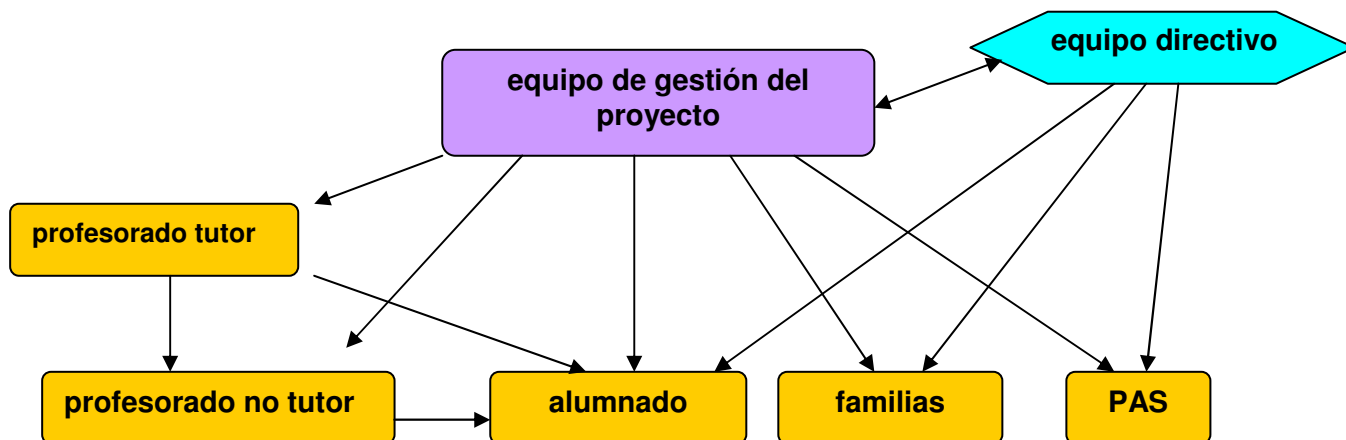 equipo directivo
equipo de gestión del
proyecto
profesorado tutor
profesorado no tutor
alumnado
familias
PAS